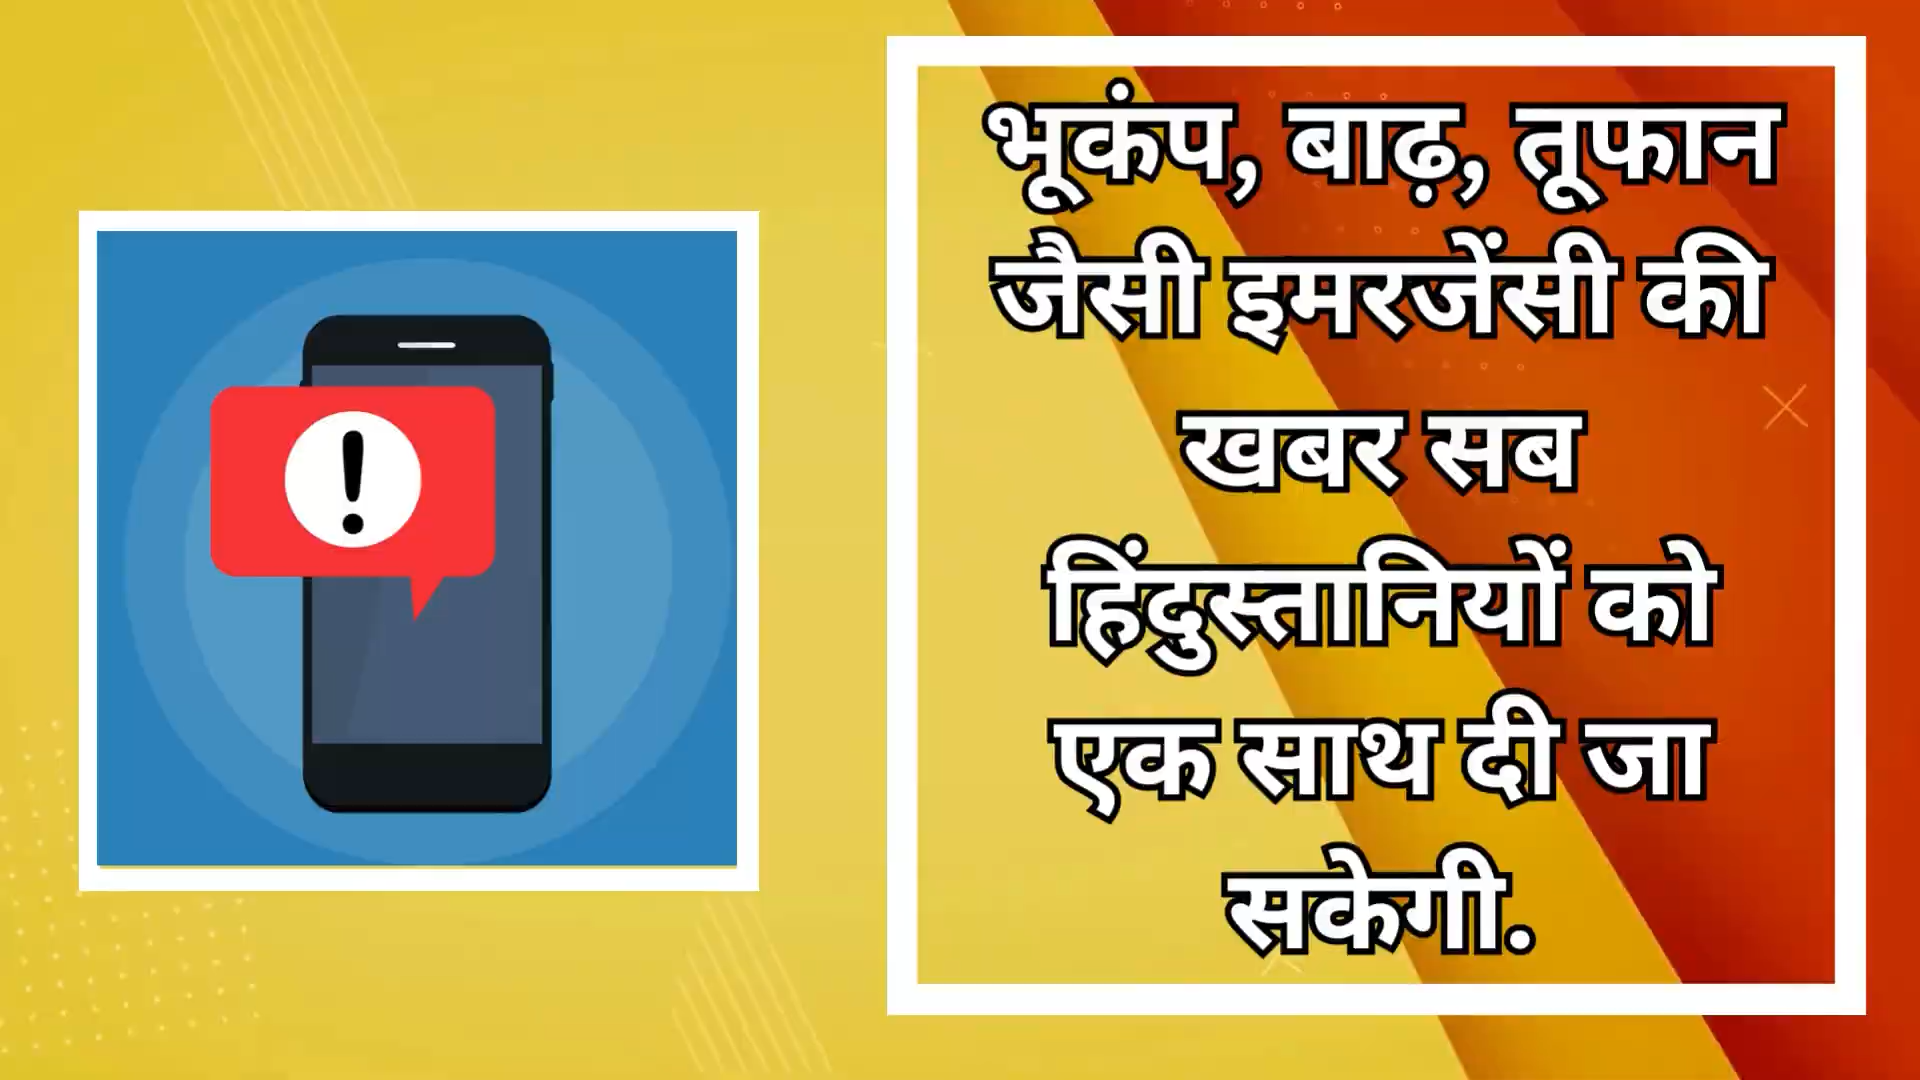 भूकंप, बाढ़, तूफान
जैसी इमरजेंसी की
खबर सब
हिंदुस्तानियों को
एक साथ दी जा
सकेगी.
!